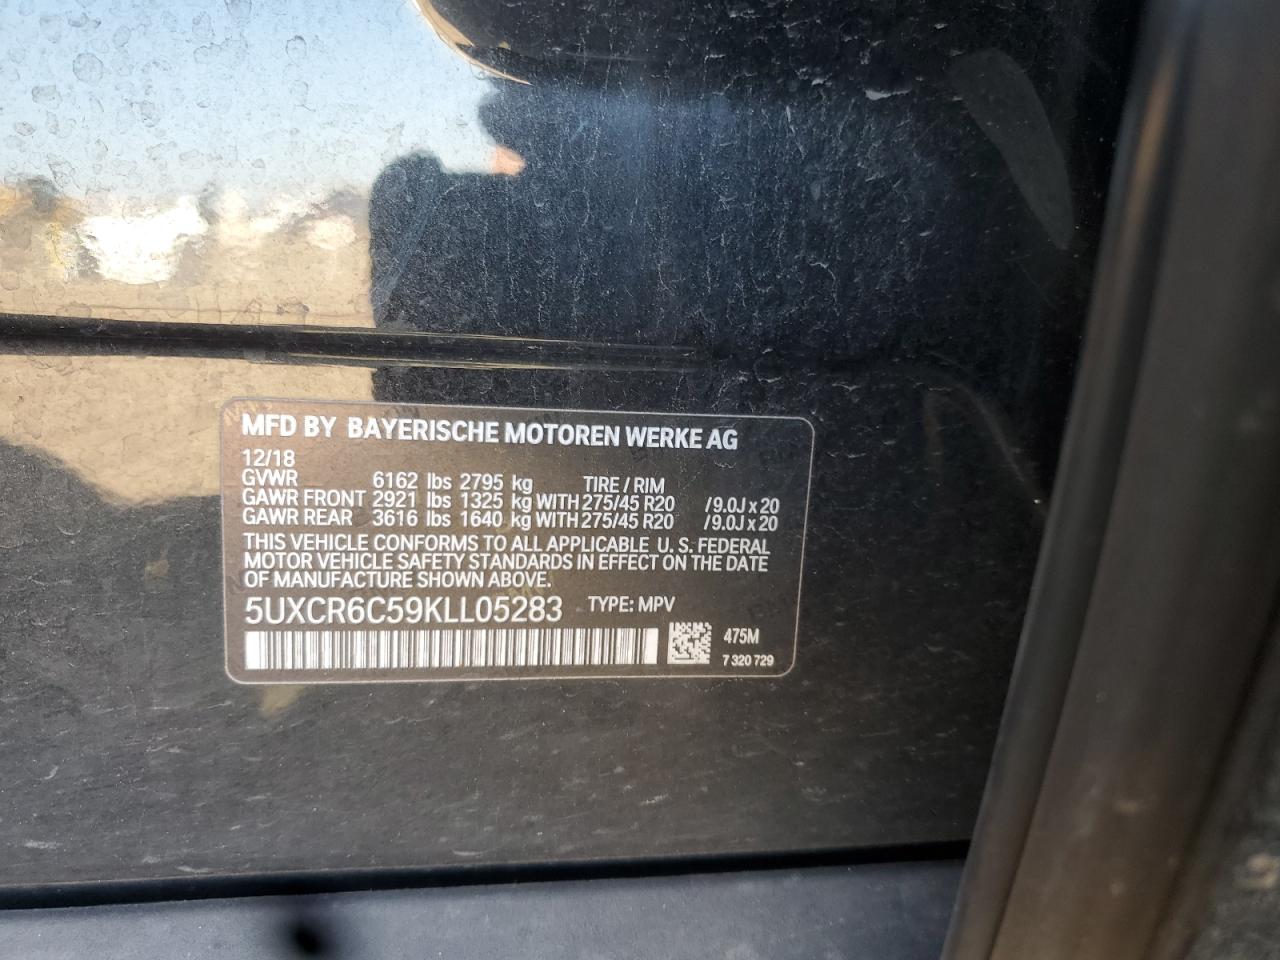 MFD BY BAYERISCHE MOTOREN WERKE AG
12/18
GVWR 6162 lbs 2795 kg TIRE / RIM
GAWR FRONT 2921 lbs 1325 kg WITH 275/45 R20 /9.0J x 20
GAWR REAR 3616 lbs 1640 kg WITH 275/45 R20 /9.0J x 20
THIS VEHICLE CONFORMS TO ALL APPLICABLE U. S. FEDERAL
MOTOR VEHICLE SAFETY STANDARDS IN EFFECT ON THE DATE
OF MANUFACTURE SHOWN ABOVE.
5UXCR6C59KLL05283 TYPE: MPV
475M
7 320 729